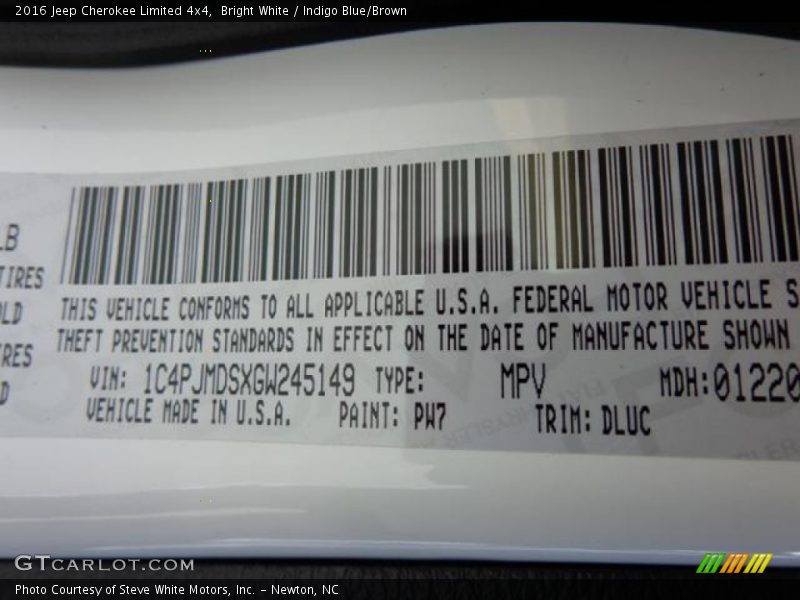 2016 Jeep Cherokee Limited 4x4,  Bright White / Indigo Blue/Brown
LB
TIRES
OLD
IRES
D
THIS VEHICLE CONFORMS TO ALL APPLICABLE U.S.A. FEDERAL MOTOR VEHICLE S
THEFT PREVENTION STANDARDS IN EFFECT ON THE DATE OF MANUFACTURE SHOWN
VIN: 1C4PJMDSXGW245149 TYPE: MPV MDH:01220
VEHICLE MADE IN U.S.A. PAINT: PW7 TRIM: DLUC
GTCARLOT.COM
Photo Courtesy of Steve White Motors, Inc. – Newton, NC